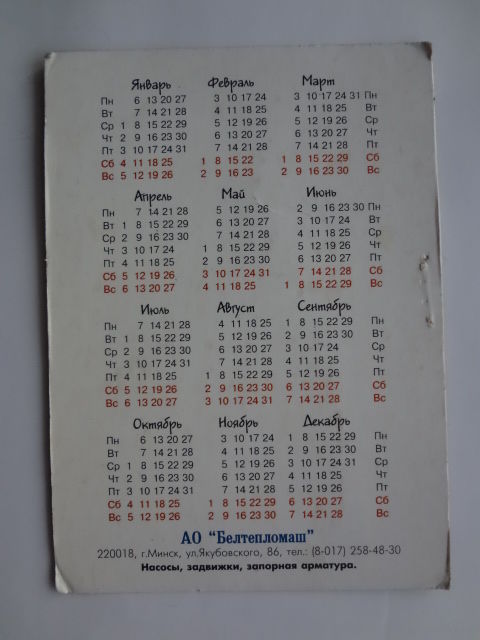 Январь Февраль Март
Пн 6 13 20 27 3 10 17 24 3 10 17 24 31 Пн
Вт 7 14 21 28 4 11 18 25 4 11 18 25 Вт
Ср 1 8 15 22 29 5 12 19 26 5 12 19 26 Ср
Чт 2 9 16 23 30 6 13 20 27 6 13 20 27 Чт
Пт 3 10 17 24 31 7 14 21 28 7 14 21 28 Пт
Сб 4 11 18 25 1 8 15 22 1 8 15 22 29 Сб
Вс 5 12 19 26 2 9 16 23 2 9 16 23 30 Вс
Апрель Май Июнь
Пн 7 14 21 28 5 12 19 26 2 9 16 23 30 Пн
Вт 1 8 15 22 29 6 13 20 27 3 10 17 24 Вт
Ср 2 9 16 23 30 7 14 21 28 4 11 18 25 Ср
Чт 3 10 17 24 1 8 15 22 29 5 12 19 26 Чт
Пт 4 11 18 25 2 9 16 23 30 6 13 20 27 Пт
Сб 5 12 19 26 3 10 17 24 31 7 14 21 28 Сб
Вс 6 13 20 27 4 11 18 25 1 8 15 22 29 Вс
Июль Август Сентябрь
Пн 7 14 21 28 4 11 18 25 1 8 15 22 29 Пн
Вт 1 8 15 22 29 5 12 19 26 2 9 16 23 30 Вт
Ср 2 9 16 23 30 6 13 20 27 3 10 17 24 Ср
Чт 3 10 17 24 31 7 14 21 28 4 11 18 25 Чт
Пт 4 11 18 25 1 8 15 22 29 5 12 19 26 Пт
Сб 5 12 19 26 2 9 16 23 30 6 13 20 27 Сб
Вс 6 13 20 27 3 10 17 24 31 7 14 21 28 Вс
Октябрь Ноябрь Декабрь
Пн 6 13 20 27 3 10 17 24 1 8 15 22 29 Пн
Вт 7 14 21 28 4 11 18 25 2 9 16 23 30 Вт
Ср 1 8 15 22 29 5 12 19 26 3 10 17 24 31 Ср
Чт 2 9 16 23 30 6 13 20 27 4 11 18 25 Чт
Пт 3 10 17 24 31 7 14 21 28 5 12 19 26 Пт
Сб 4 11 18 25 1 8 15 22 29 6 13 20 27 Сб
Вс 5 12 19 26 2 9 16 23 30 7 14 21 28 Вс
АО "Белтепломаш"
220018, г.Минск, ул.Якубовского, 86, тел.: (8-017) 258-48-30
Насосы, задвижки, запорная арматура.